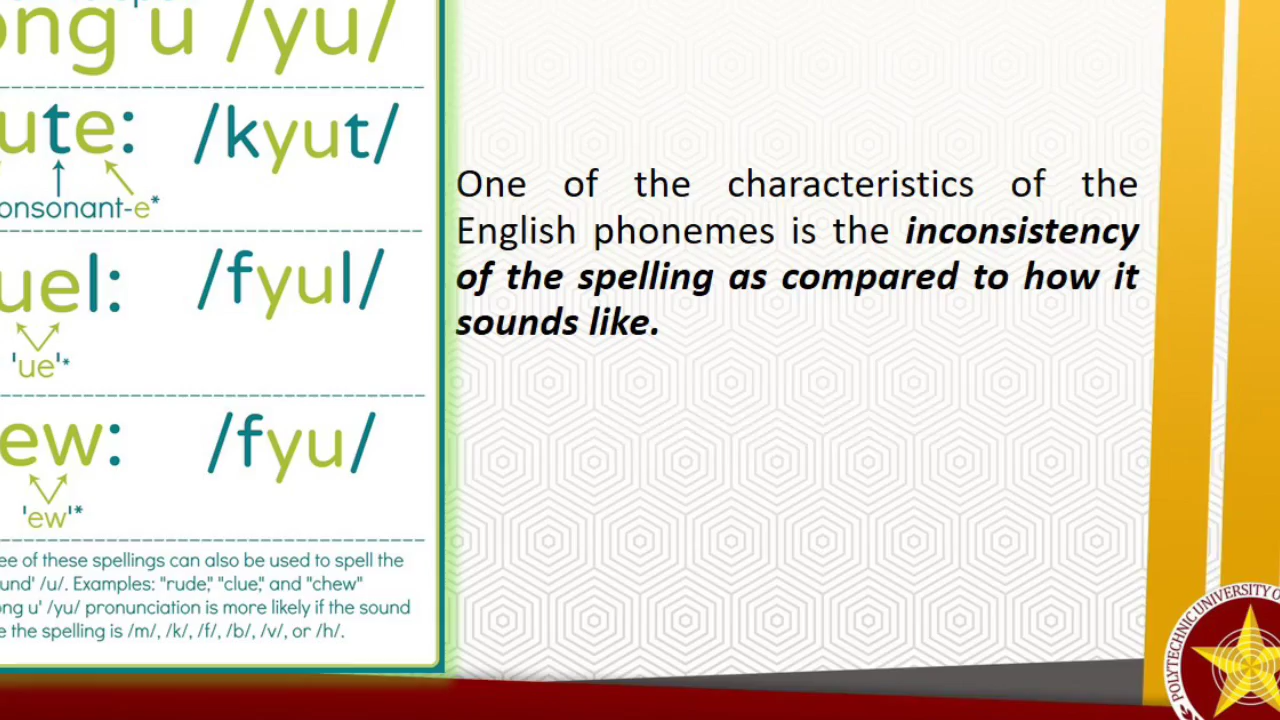 ong u /yu/
ute: /kyut/
onsonant-e*
uel: /fyul/
'ue'*
ew: /fyu/
'ew'*
ee of these spellings can also be used to spell the
und' /u/. Examples: "rude," "clue," and "chew"
ng u' /yu/ pronunciation is more likely if the sound
e the spelling is /m/, /k/, /f/, /b/, /v/, or /h/.
One of the characteristics of the
English phonemes is the inconsistency
of the spelling as compared to how it
sounds like.
POLYTECHNIC UNIVERSITY O